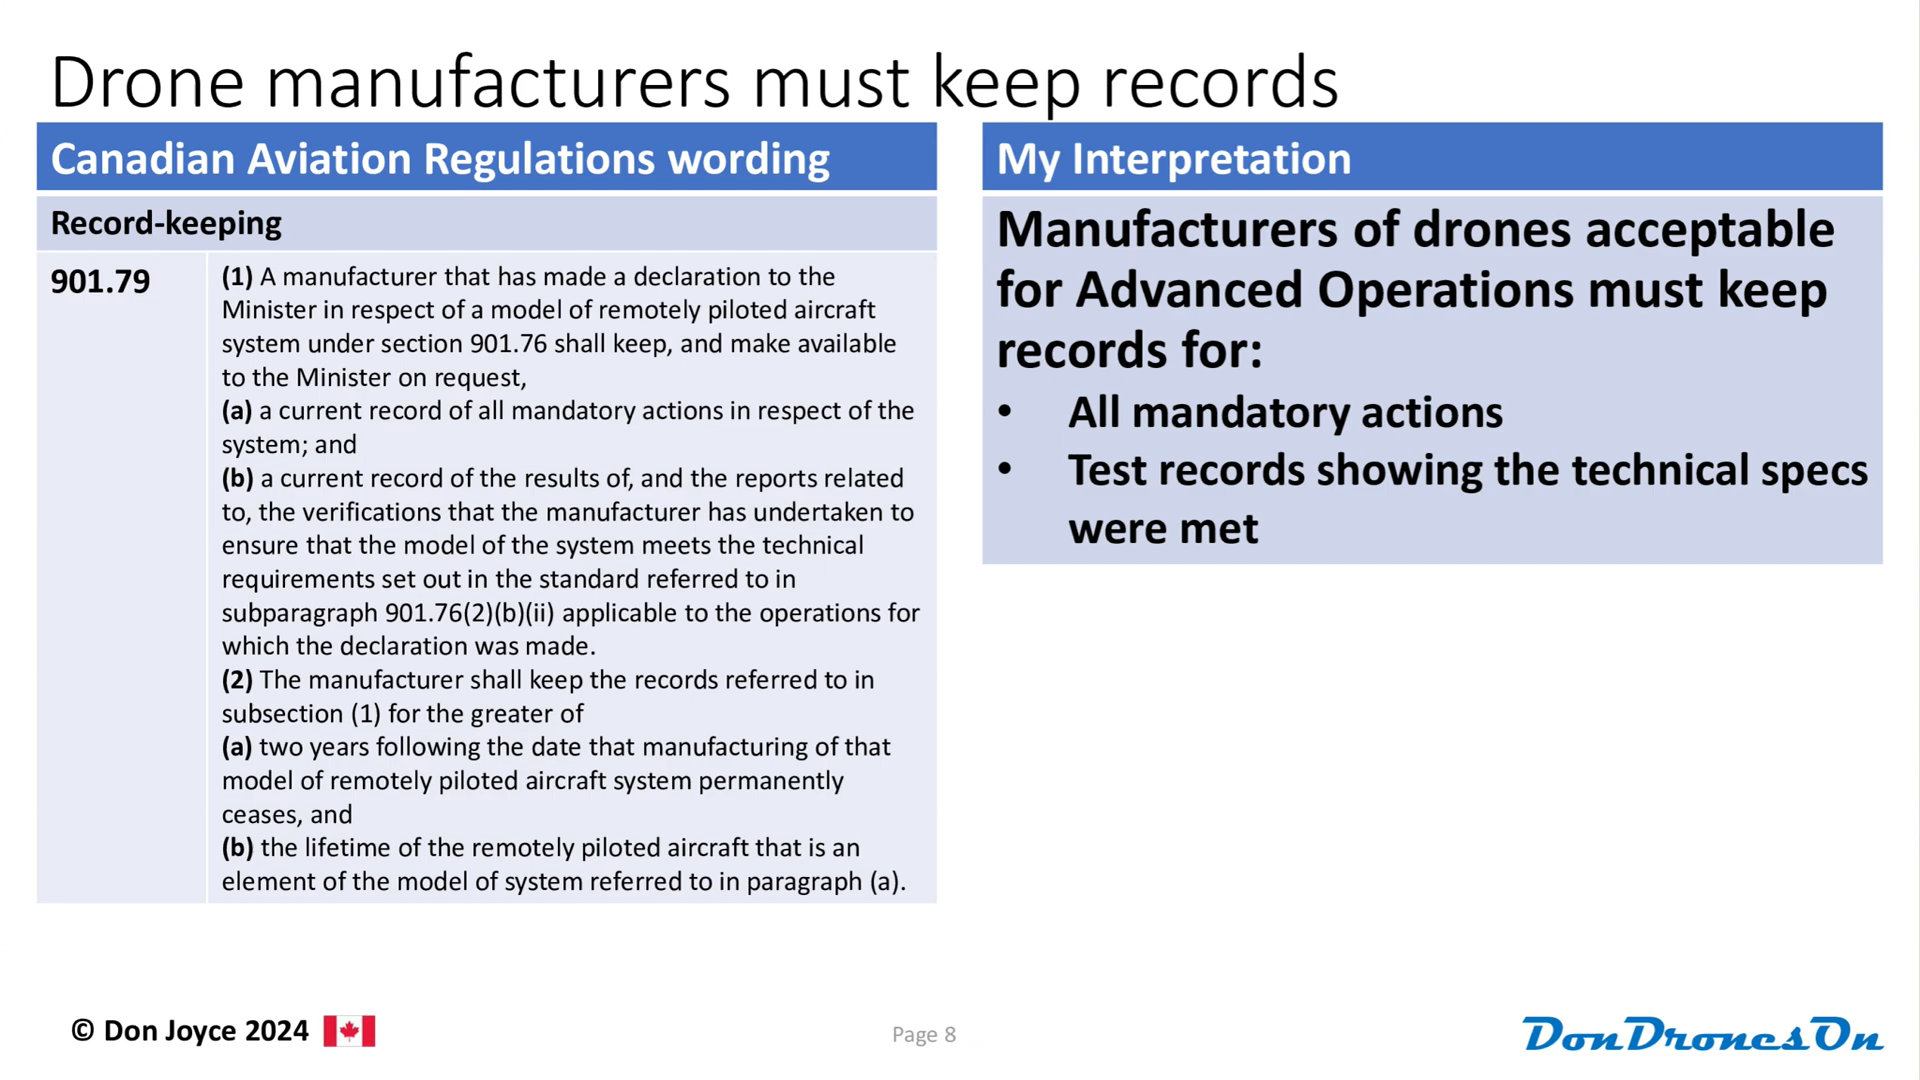 Drone manufacturers must keep records
Canadian Aviation Regulations wording
Record-keeping
901.79
(1) A manufacturer that has made a declaration to the
Minister in respect of a model of remotely piloted aircraft
system under section 901.76 shall keep, and make available
to the Minister on request,
(a) a current record of all mandatory actions in respect of the
system; and
(b) a current record of the results of, and the reports related
to, the verifications that the manufacturer has undertaken to
ensure that the model of the system meets the technical
requirements set out in the standard referred to in
subparagraph 901.76(2)(b)(ii) applicable to the operations for
which the declaration was made.
(2) The manufacturer shall keep the records referred to in
subsection (1) for the greater of
(a) two years following the date that manufacturing of that
model of remotely piloted aircraft system permanently
ceases, and
(b) the lifetime of the remotely piloted aircraft that is an
element of the model of system referred to in paragraph (a).
My Interpretation
Manufacturers of drones acceptable
for Advanced Operations must keep
records for:
• All mandatory actions
• Test records showing the technical specs
were met
© Don Joyce 2024
Page 8
DonDronesOn